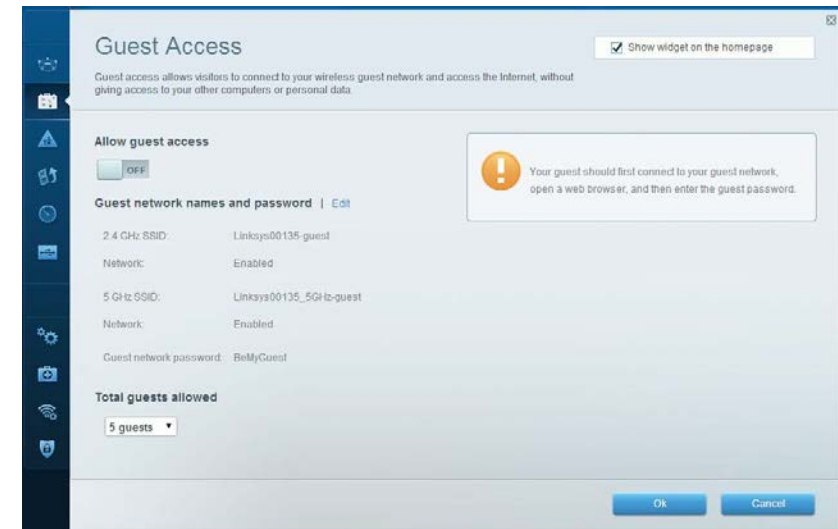 Guest Access
Show widget on the homepage
Guest access allows visitors to connect to your wireless guest network and access the Internet, without
giving access to your other computers or personal data.
Allow guest access
OFF
Your guest should first connect to your guest network,
open a web browser, and then enter the guest password.
Guest network names and password | Edit
2.4 GHz SSID: Linksys00135-guest
Network: Enabled
5 GHz SSID: Linksys00135_5GHz-guest
Network: Enabled
Guest network password: BeMyGuest
Total guests allowed
5 guests
Ok Cancel